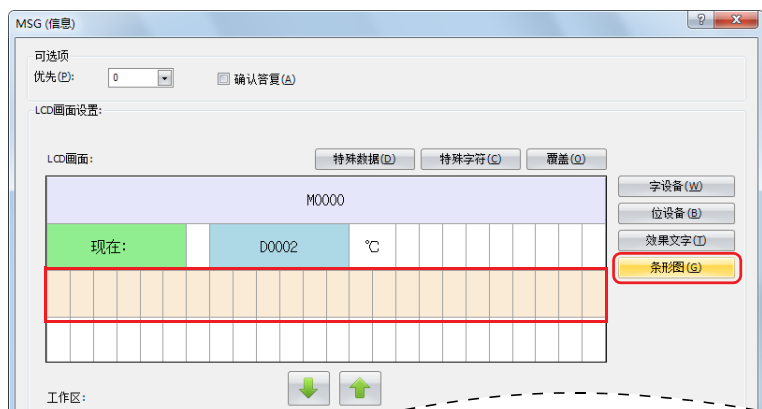 MSG (信息)
可选项
优先(P): 0 确认答复(A)
LCD画面设置:
LCD画面: 特殊数据(D) 特殊字符(C) 覆盖(O)
M0000 字设备(W)
位设备(B)
现在: D0002 ℃ 效果文字(T)
条形图(G)
工作区: